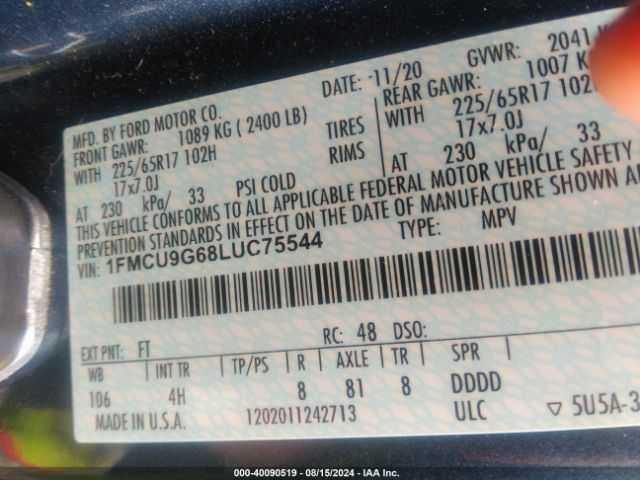 MFD. BY FORD MOTOR CO. DATE: 11/20 GVWR: 2041
FRONT GAWR: 1089 KG ( 2400 LB) REAR GAWR: 1007
WITH 225/65R17 102H TIRES WITH 225/65R17
17x7.0J RIMS 17x7.0J
AT 230 kPa/ 33 PSI COLD AT 230 kPa/ 33
THIS VEHICLE CONFORMS TO ALL APPLICABLE FEDERAL MOTOR VEHICLE SAFETY
PREVENTION STANDARDS IN EFFECT ON THE DATE OF MANUFACTURE SHOWN
VIN: 1FMCU9G68LUC75544 TYPE: MPV
EXT PNT: FT RC: 48 DSO:
WB INT TR TP/PS R AXLE TR SPR
106 4H 8 81 8 DDDD
MADE IN U.S.A. 1202011242713 ULC ▽ 5U5A-3
000-40090519 - 08/15/2024 - IAA Inc.